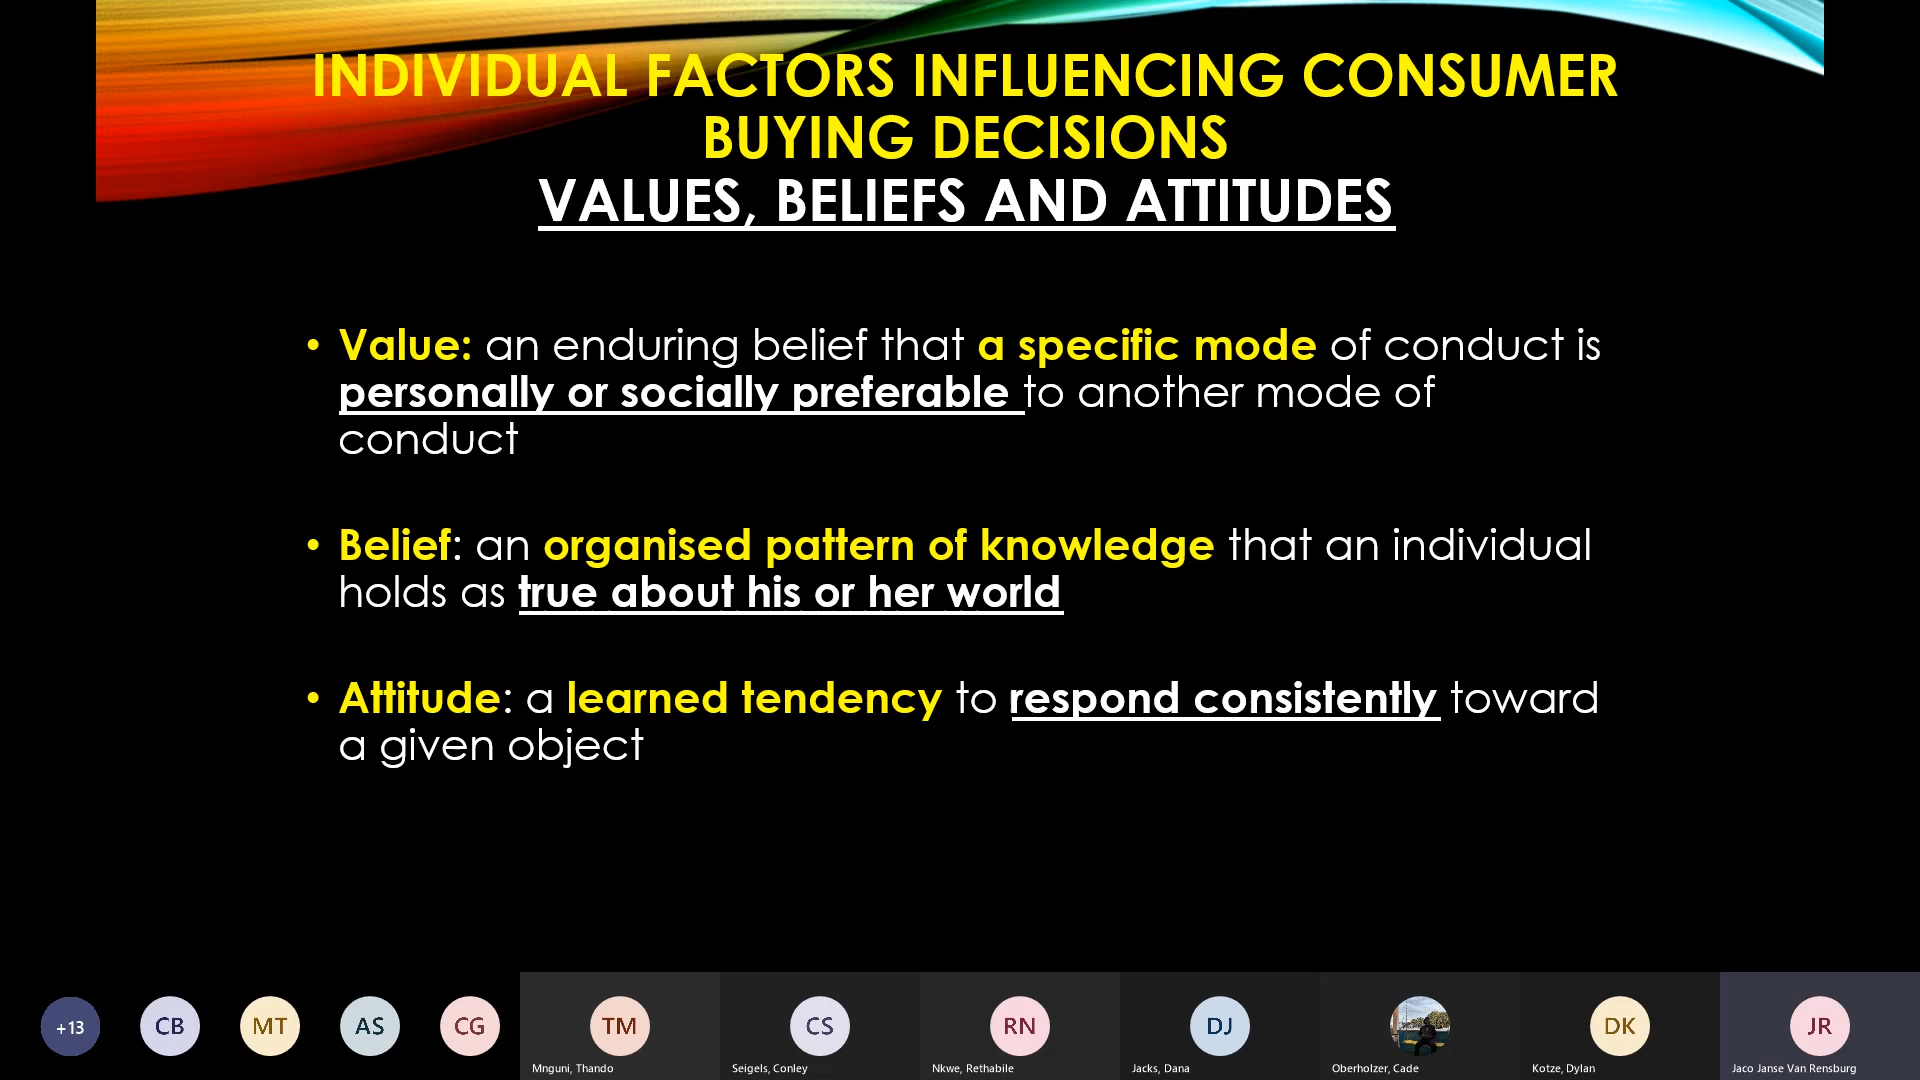 INDIVIDUAL FACTORS INFLUENCING CONSUMER
BUYING DECISIONS
VALUES, BELIEFS AND ATTITUDES
• Value: an enduring belief that a specific mode of conduct is
personally or socially preferable to another mode of
conduct
• Belief: an organised pattern of knowledge that an individual
holds as true about his or her world
• Attitude: a learned tendency to respond consistently toward
a given object
+13
CB
MT
AS
CG
TM
CS
RN
DJ
DK
JR
Mnguni, Thando
Seigels, Conley
Nkwe, Rethabile
Jacks, Dana
Oberholzer, Cade
Kotze, Dylan
Jaco Janse Van Rensburg